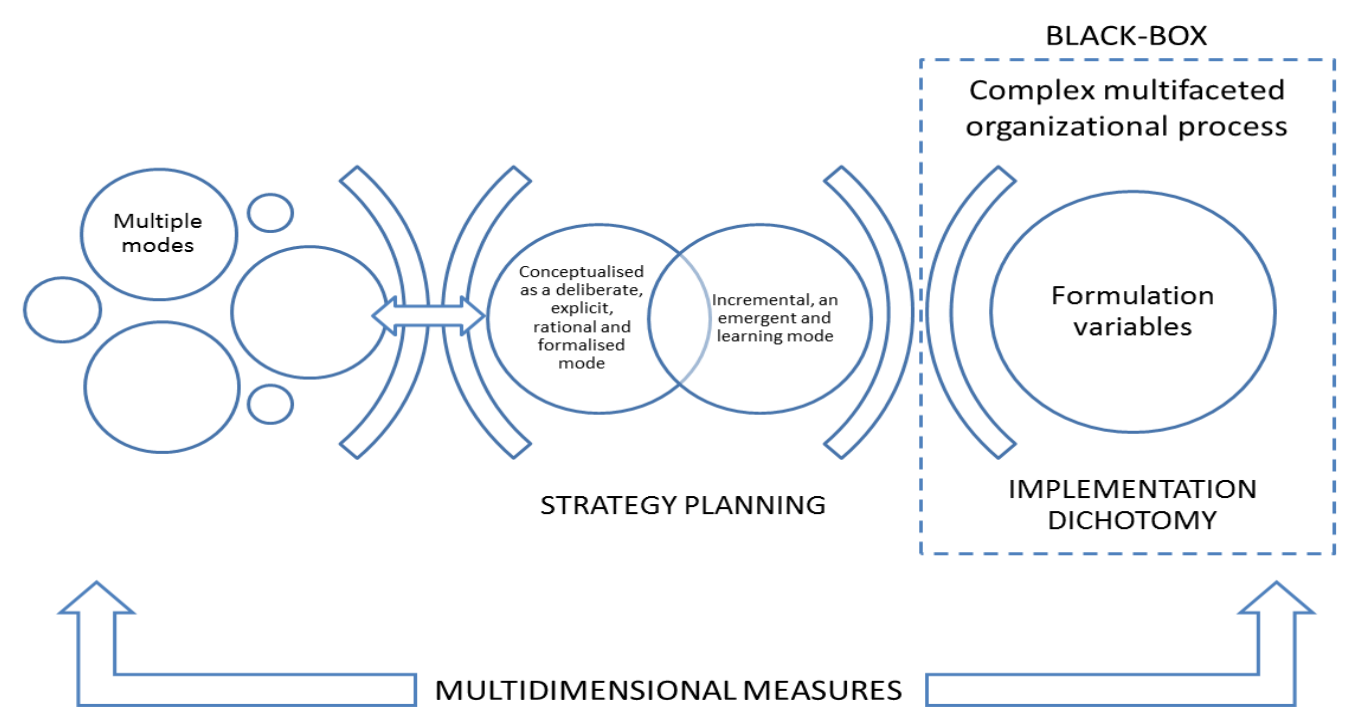 BLACK-BOX
Complex multifaceted
organizational process
Multiple
modes
Conceptualised
as a deliberate,
explicit,
rational and
formalised
mode
Incremental, an
emergent and
learning mode
Formulation
variables
STRATEGY PLANNING
IMPLEMENTATION
DICHOTOMY
MULTIDIMENSIONAL MEASURES